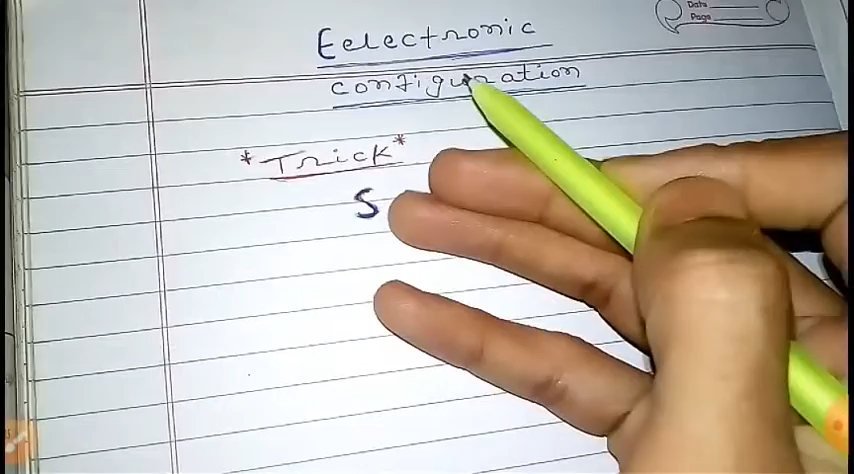 Date
Page
Eelectronic
configuration
*Trick*
S